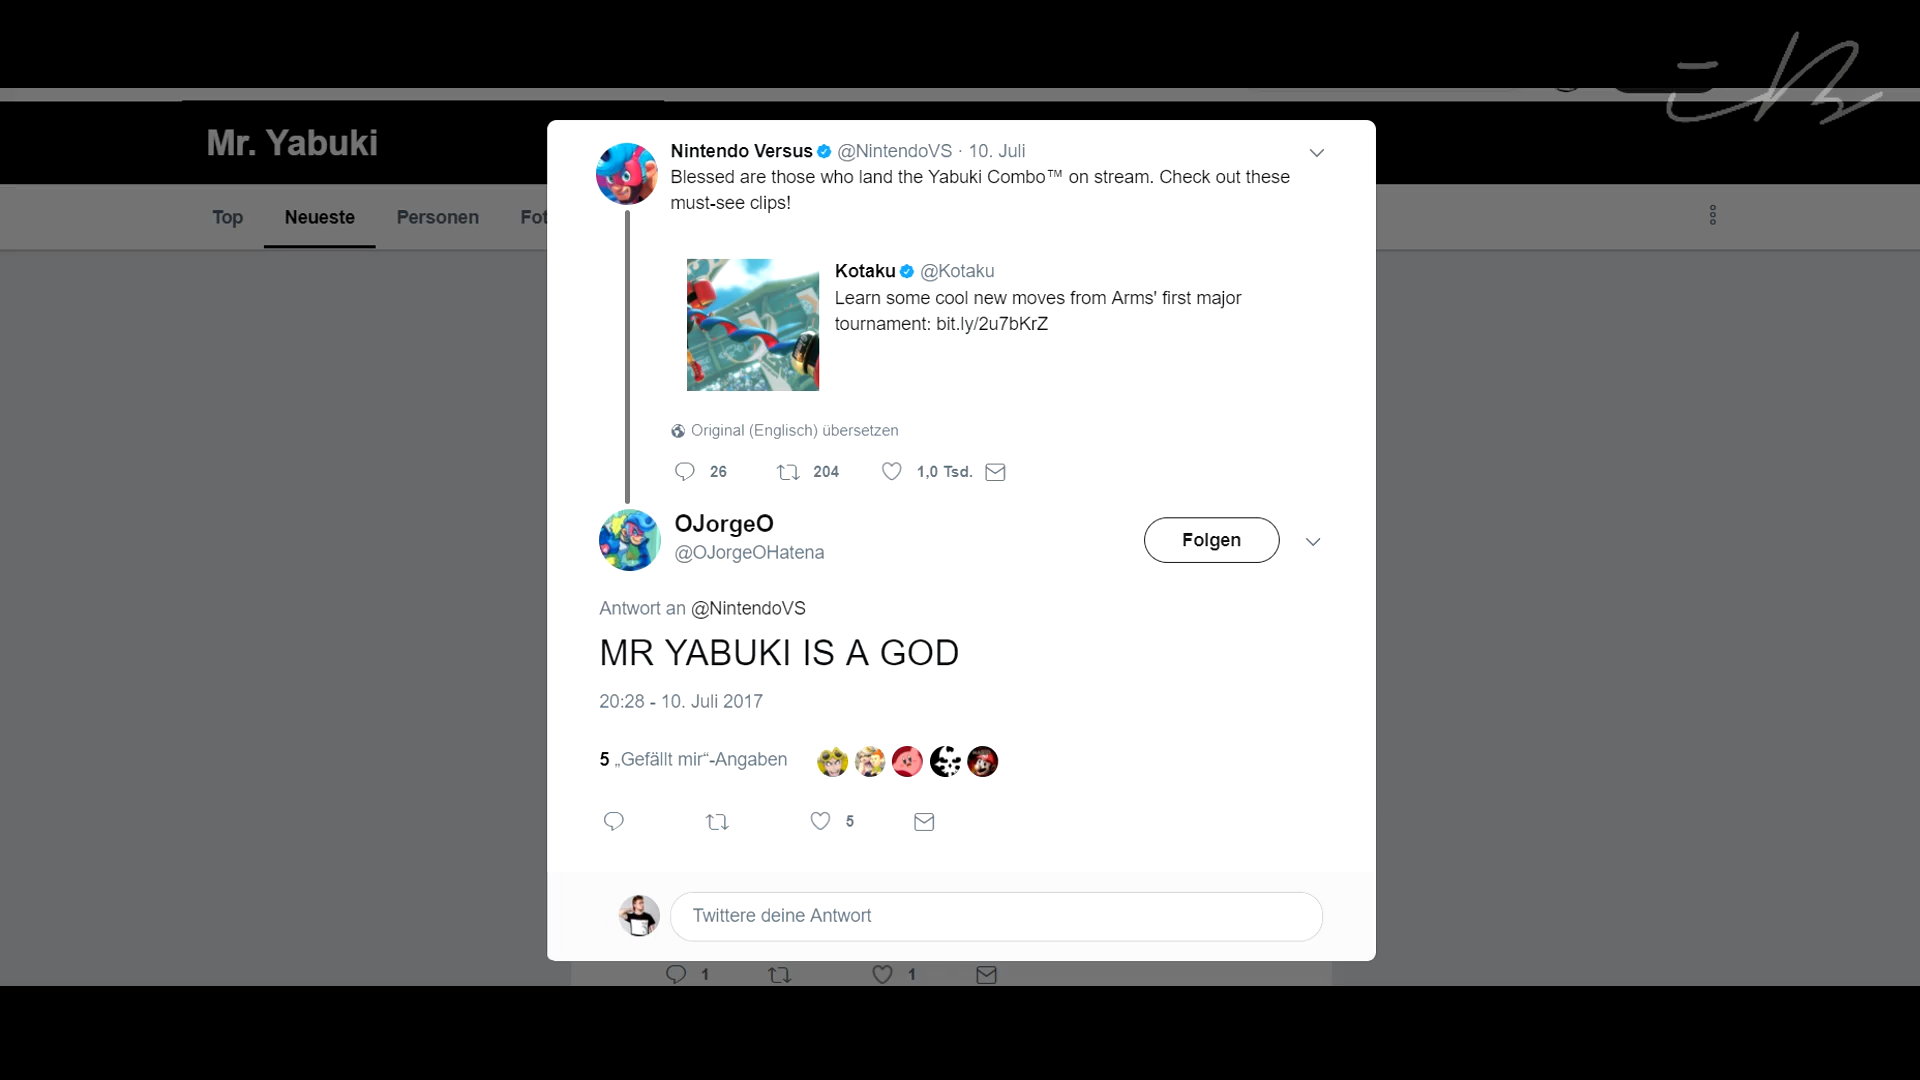 Mr. Yabuki
Top Neueste Personen Fot
Nintendo Versus @NintendoVS · 10. Juli
Blessed are those who land the Yabuki Combo™ on stream. Check out these
must-see clips!
Kotaku @Kotaku
Learn some cool new moves from Arms' first major
tournament: bit.ly/2u7bKrZ
Original (Englisch) übersetzen
26 204 1,0 Tsd.
OJorgeO
@OJorgeOHatena
Folgen
Antwort an @NintendoVS
MR YABUKI IS A GOD
20:28 - 10. Juli 2017
5 „Gefällt mir“-Angaben
5
Twittere deine Antwort
1 1